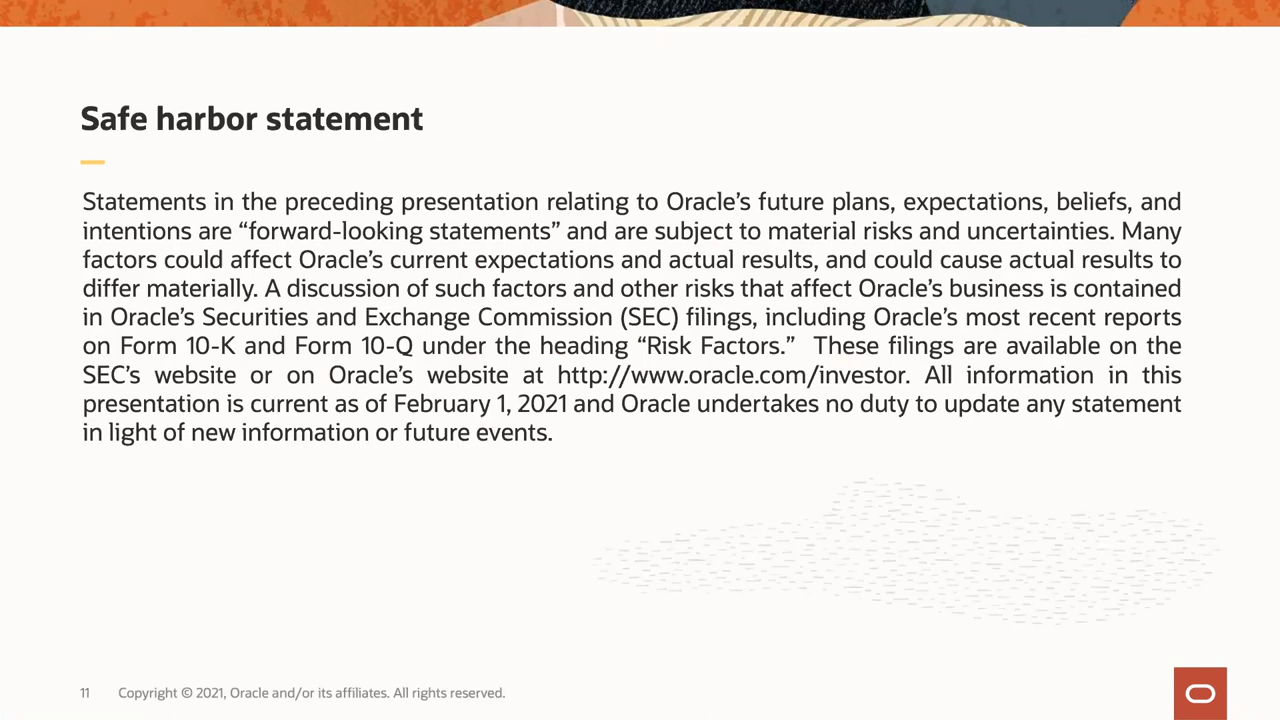 Safe harbor statement
Statements in the preceding presentation relating to Oracle’s future plans, expectations, beliefs, and
intentions are “forward-looking statements” and are subject to material risks and uncertainties. Many
factors could affect Oracle’s current expectations and actual results, and could cause actual results to
differ materially. A discussion of such factors and other risks that affect Oracle’s business is contained
in Oracle’s Securities and Exchange Commission (SEC) filings, including Oracle’s most recent reports
on Form 10-K and Form 10-Q under the heading “Risk Factors.”  These filings are available on the
SEC’s website or on Oracle’s website at http://www.oracle.com/investor. All information in this
presentation is current as of February 1, 2021 and Oracle undertakes no duty to update any statement
in light of new information or future events.
11 Copyright © 2021, Oracle and/or its affiliates. All rights reserved.